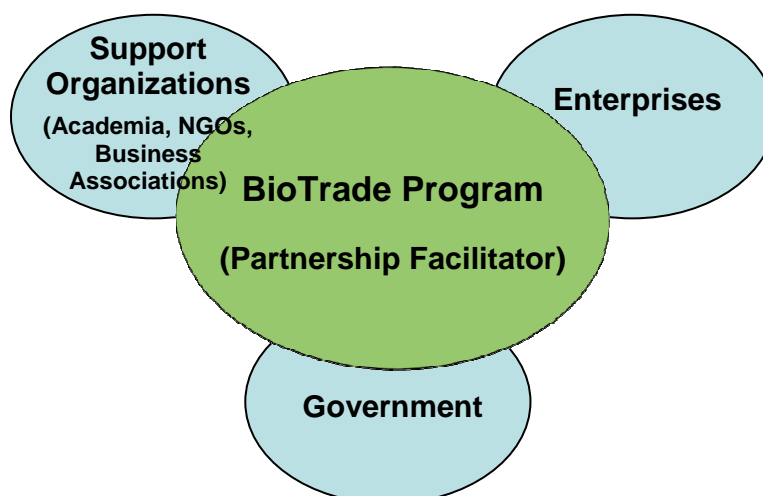 Support
Organizations
(Academia, NGOs,
Business
Associations)
Enterprises
BioTrade Program
(Partnership Facilitator)
Government